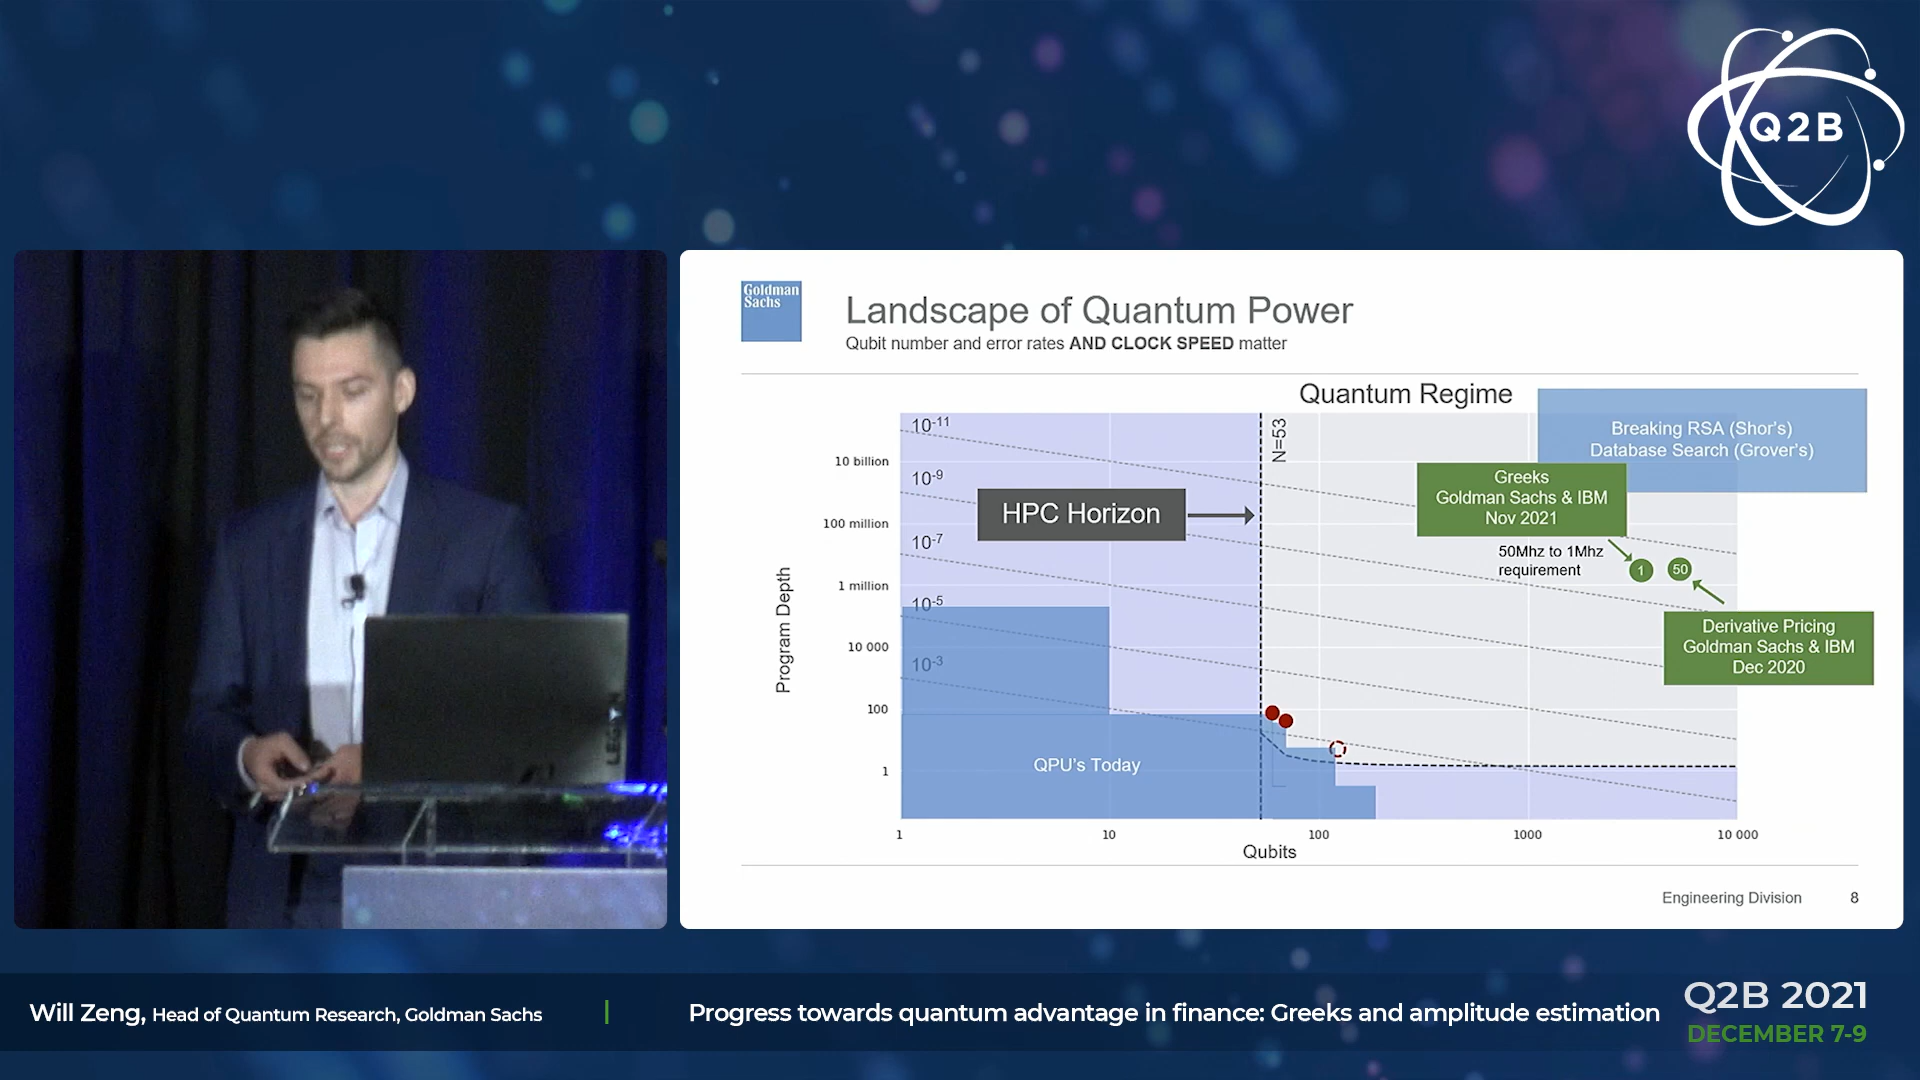 Q2B
Goldman
Sachs
Landscape of Quantum Power
Qubit number and error rates AND CLOCK SPEED matter
Quantum Regime
Breaking RSA (Shor's)
Database Search (Grover's)
N=53
10-11
10 billion
10-9
HPC Horizon
Greeks
Goldman Sachs & IBM
Nov 2021
100 million
10-7
50Mhz to 1Mhz
requirement
1
50
1 million
10-5
Derivative Pricing
Goldman Sachs & IBM
Dec 2020
Program Depth
10 000
10-3
100
QPU's Today
1
1
10
100
1000
10 000
Qubits
Engineering Division
8
LEGION
Will Zeng, Head of Quantum Research, Goldman Sachs
Progress towards quantum advantage in finance: Greeks and amplitude estimation
Q2B 2021
DECEMBER 7-9